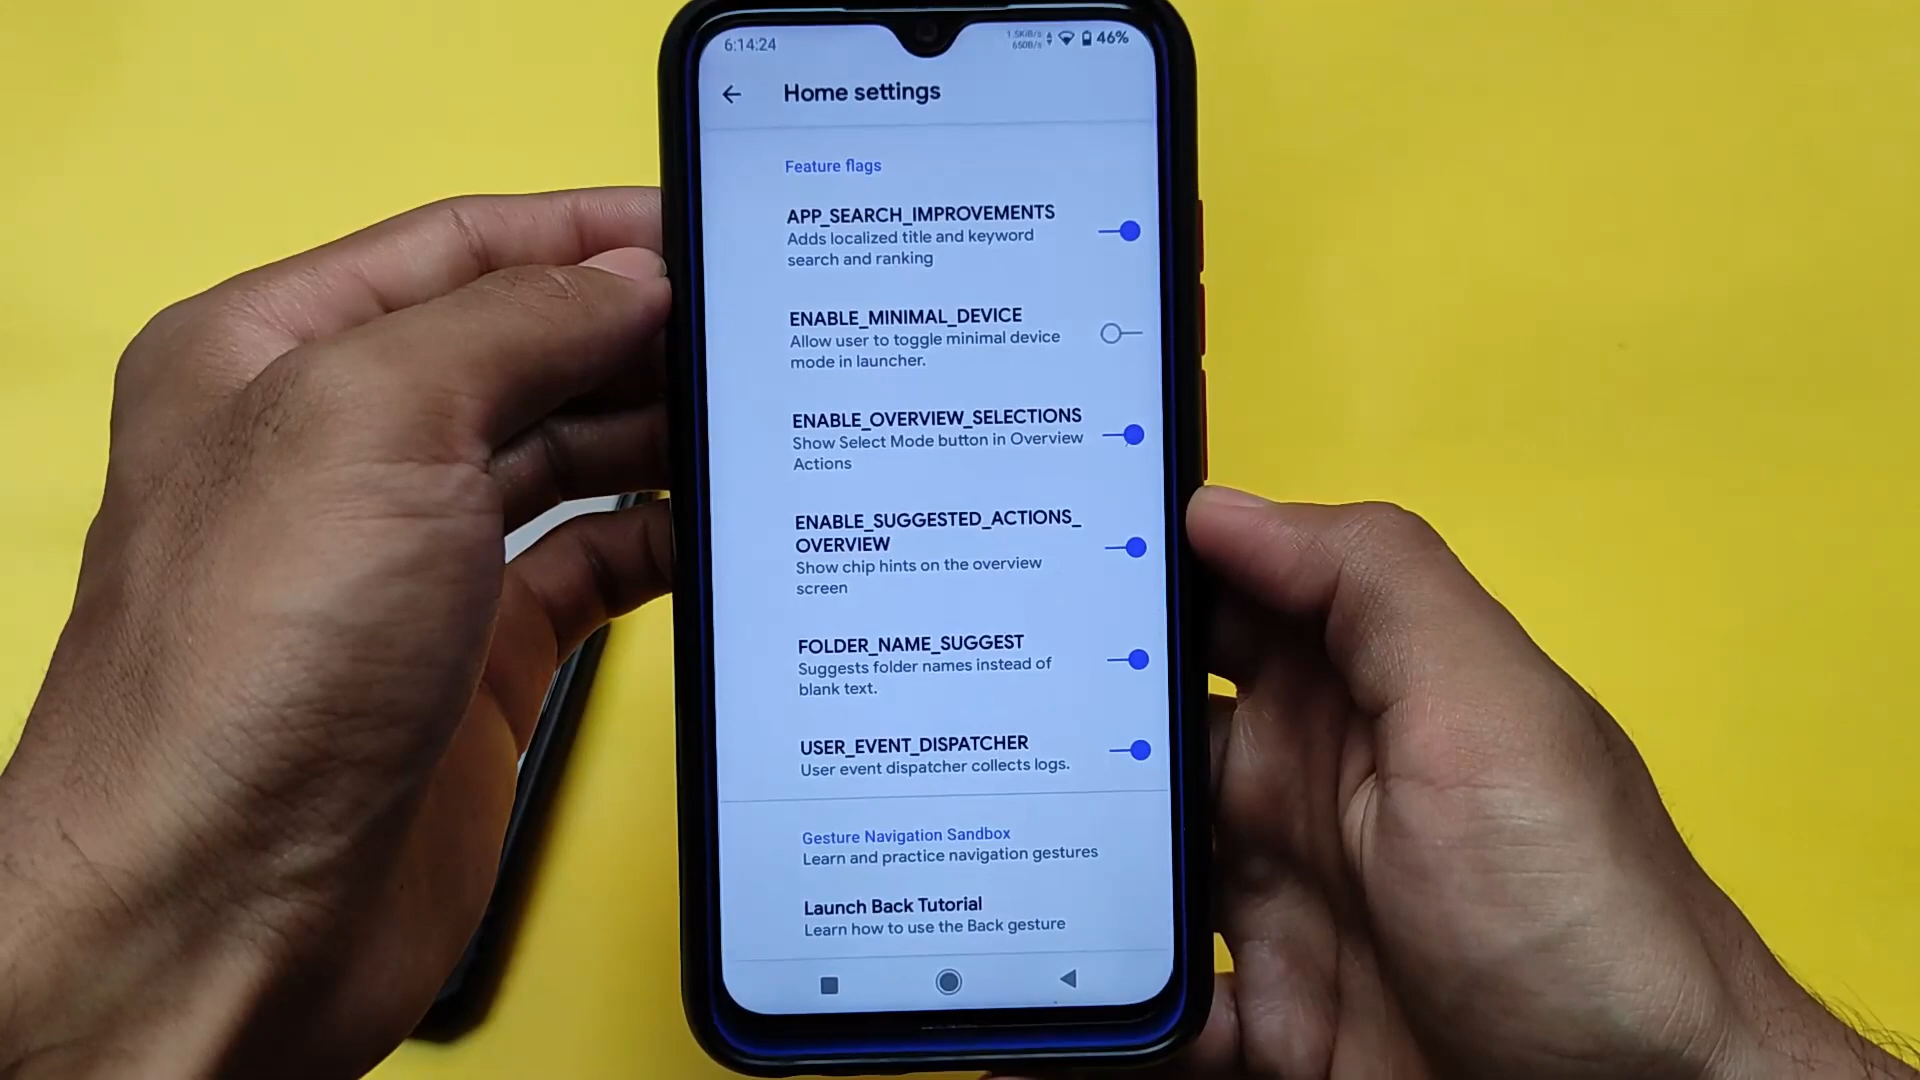 6:14:24
1.5KiB/s
650B/s
46%
Home settings
Feature flags
APP_SEARCH_IMPROVEMENTS
Adds localized title and keyword
search and ranking
ENABLE_MINIMAL_DEVICE
Allow user to toggle minimal device
mode in launcher.
ENABLE_OVERVIEW_SELECTIONS
Show Select Mode button in Overview
Actions
ENABLE_SUGGESTED_ACTIONS_
OVERVIEW
Show chip hints on the overview
screen
FOLDER_NAME_SUGGEST
Suggests folder names instead of
blank text.
USER_EVENT_DISPATCHER
User event dispatcher collects logs.
Gesture Navigation Sandbox
Learn and practice navigation gestures
Launch Back Tutorial
Learn how to use the Back gesture